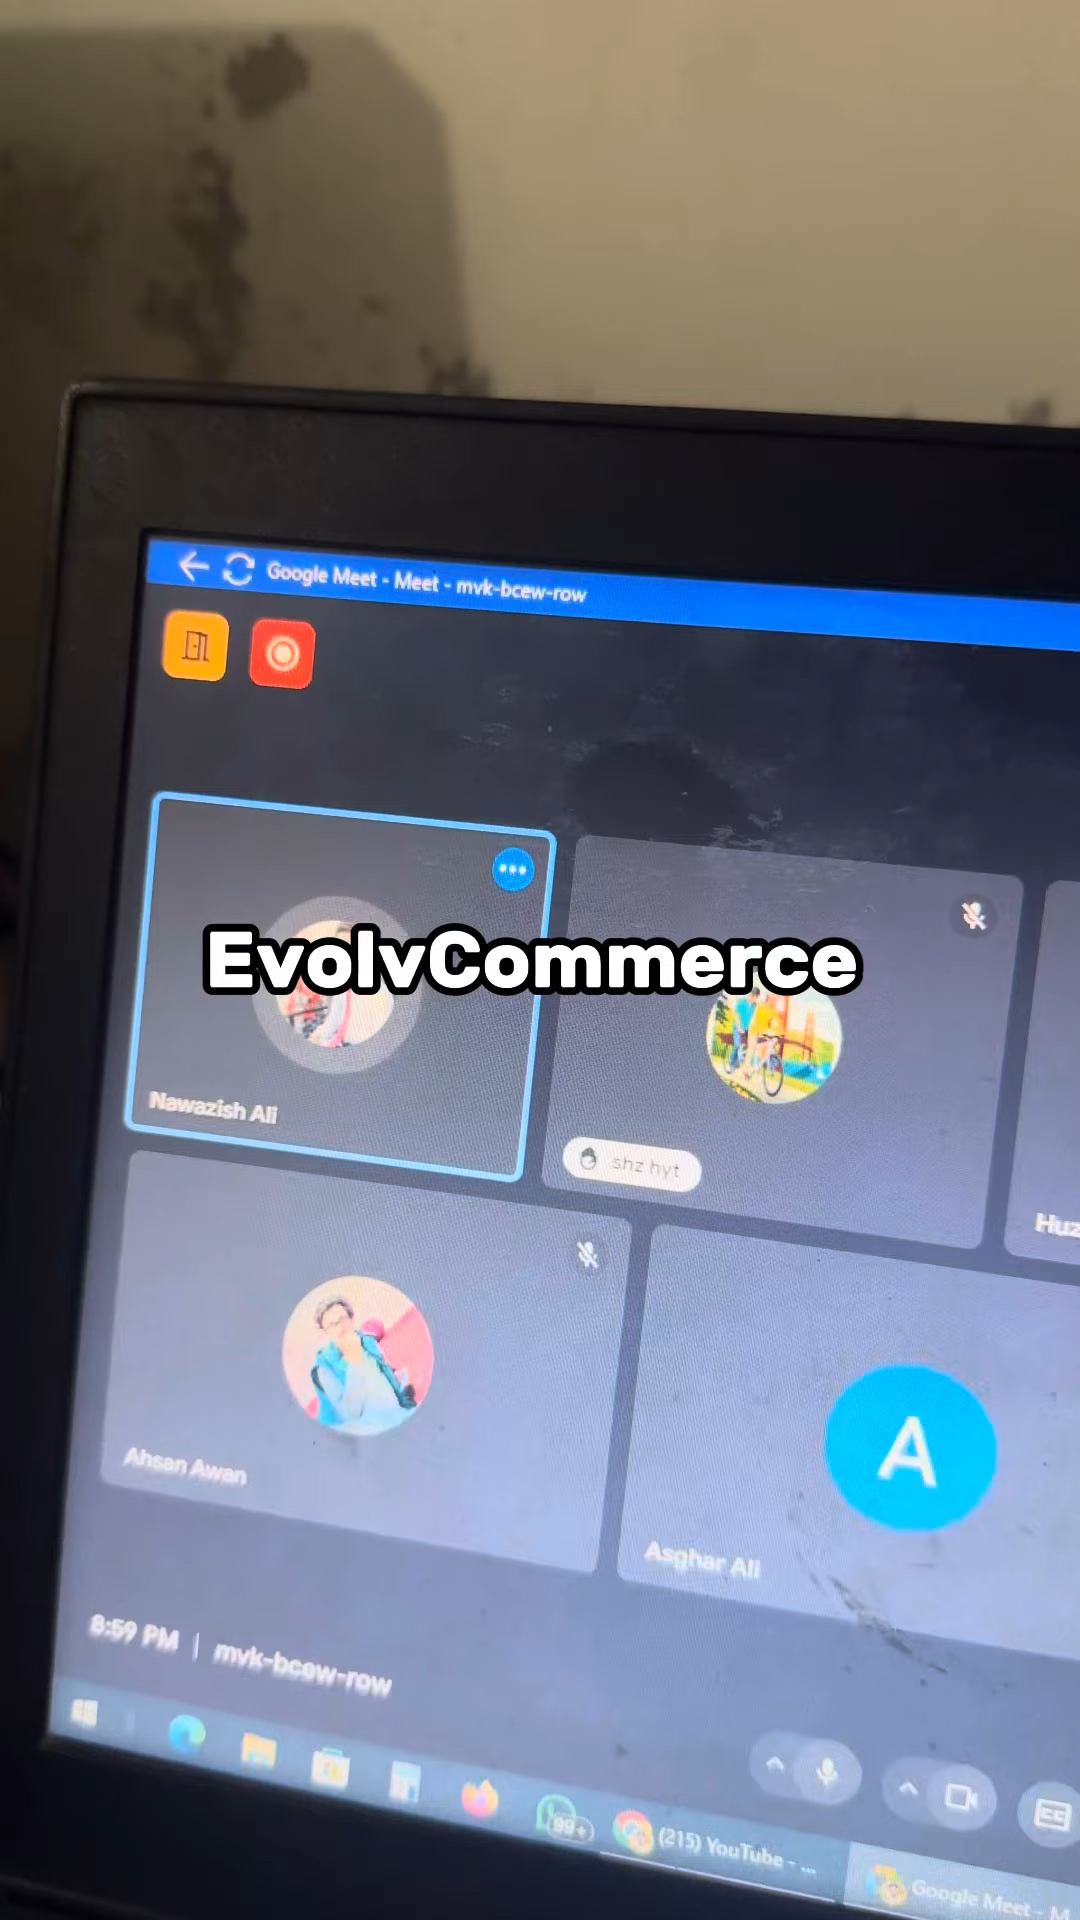 Google Meet - Meet - mvk-bcew-row
EvolvCommerce
Nawazish Ali
shz hyt
Huz
Ahsan Awan
A
Asghar Ali
8:59 PM | mvk-bcew-row
99+
(215) YouTube - ...
Google Meet - M